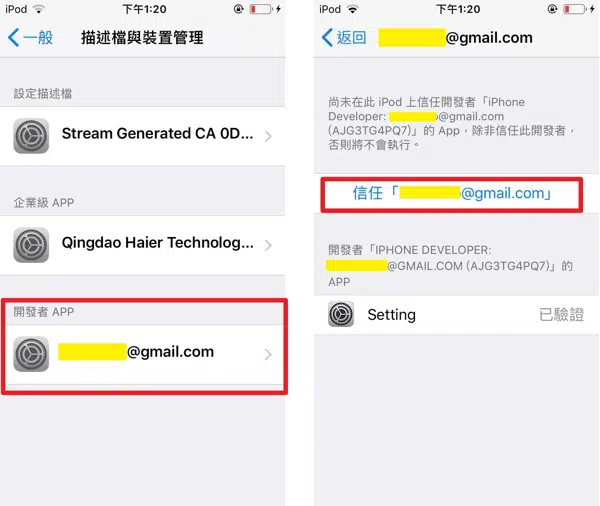 iPod 下午1:20
一般 描述檔與裝置管理
設定描述檔
Stream Generated CA 0D...
企業級 APP
Qingdao Haier Technolog...
開發者 APP
@gmail.com
iPod 下午1:20
返回 @gmail.com
尚未在此 iPod 上信任開發者「iPhone
Developer: @gmail.com
(AJG3TG4PQ7)」的 App，除非信任此開發者，
否則將不會執行。
信任「 @gmail.com」
開發者「IPHONE DEVELOPER:
@GMAIL.COM (AJG3TG4PQ7)」的
APP
Setting 已驗證